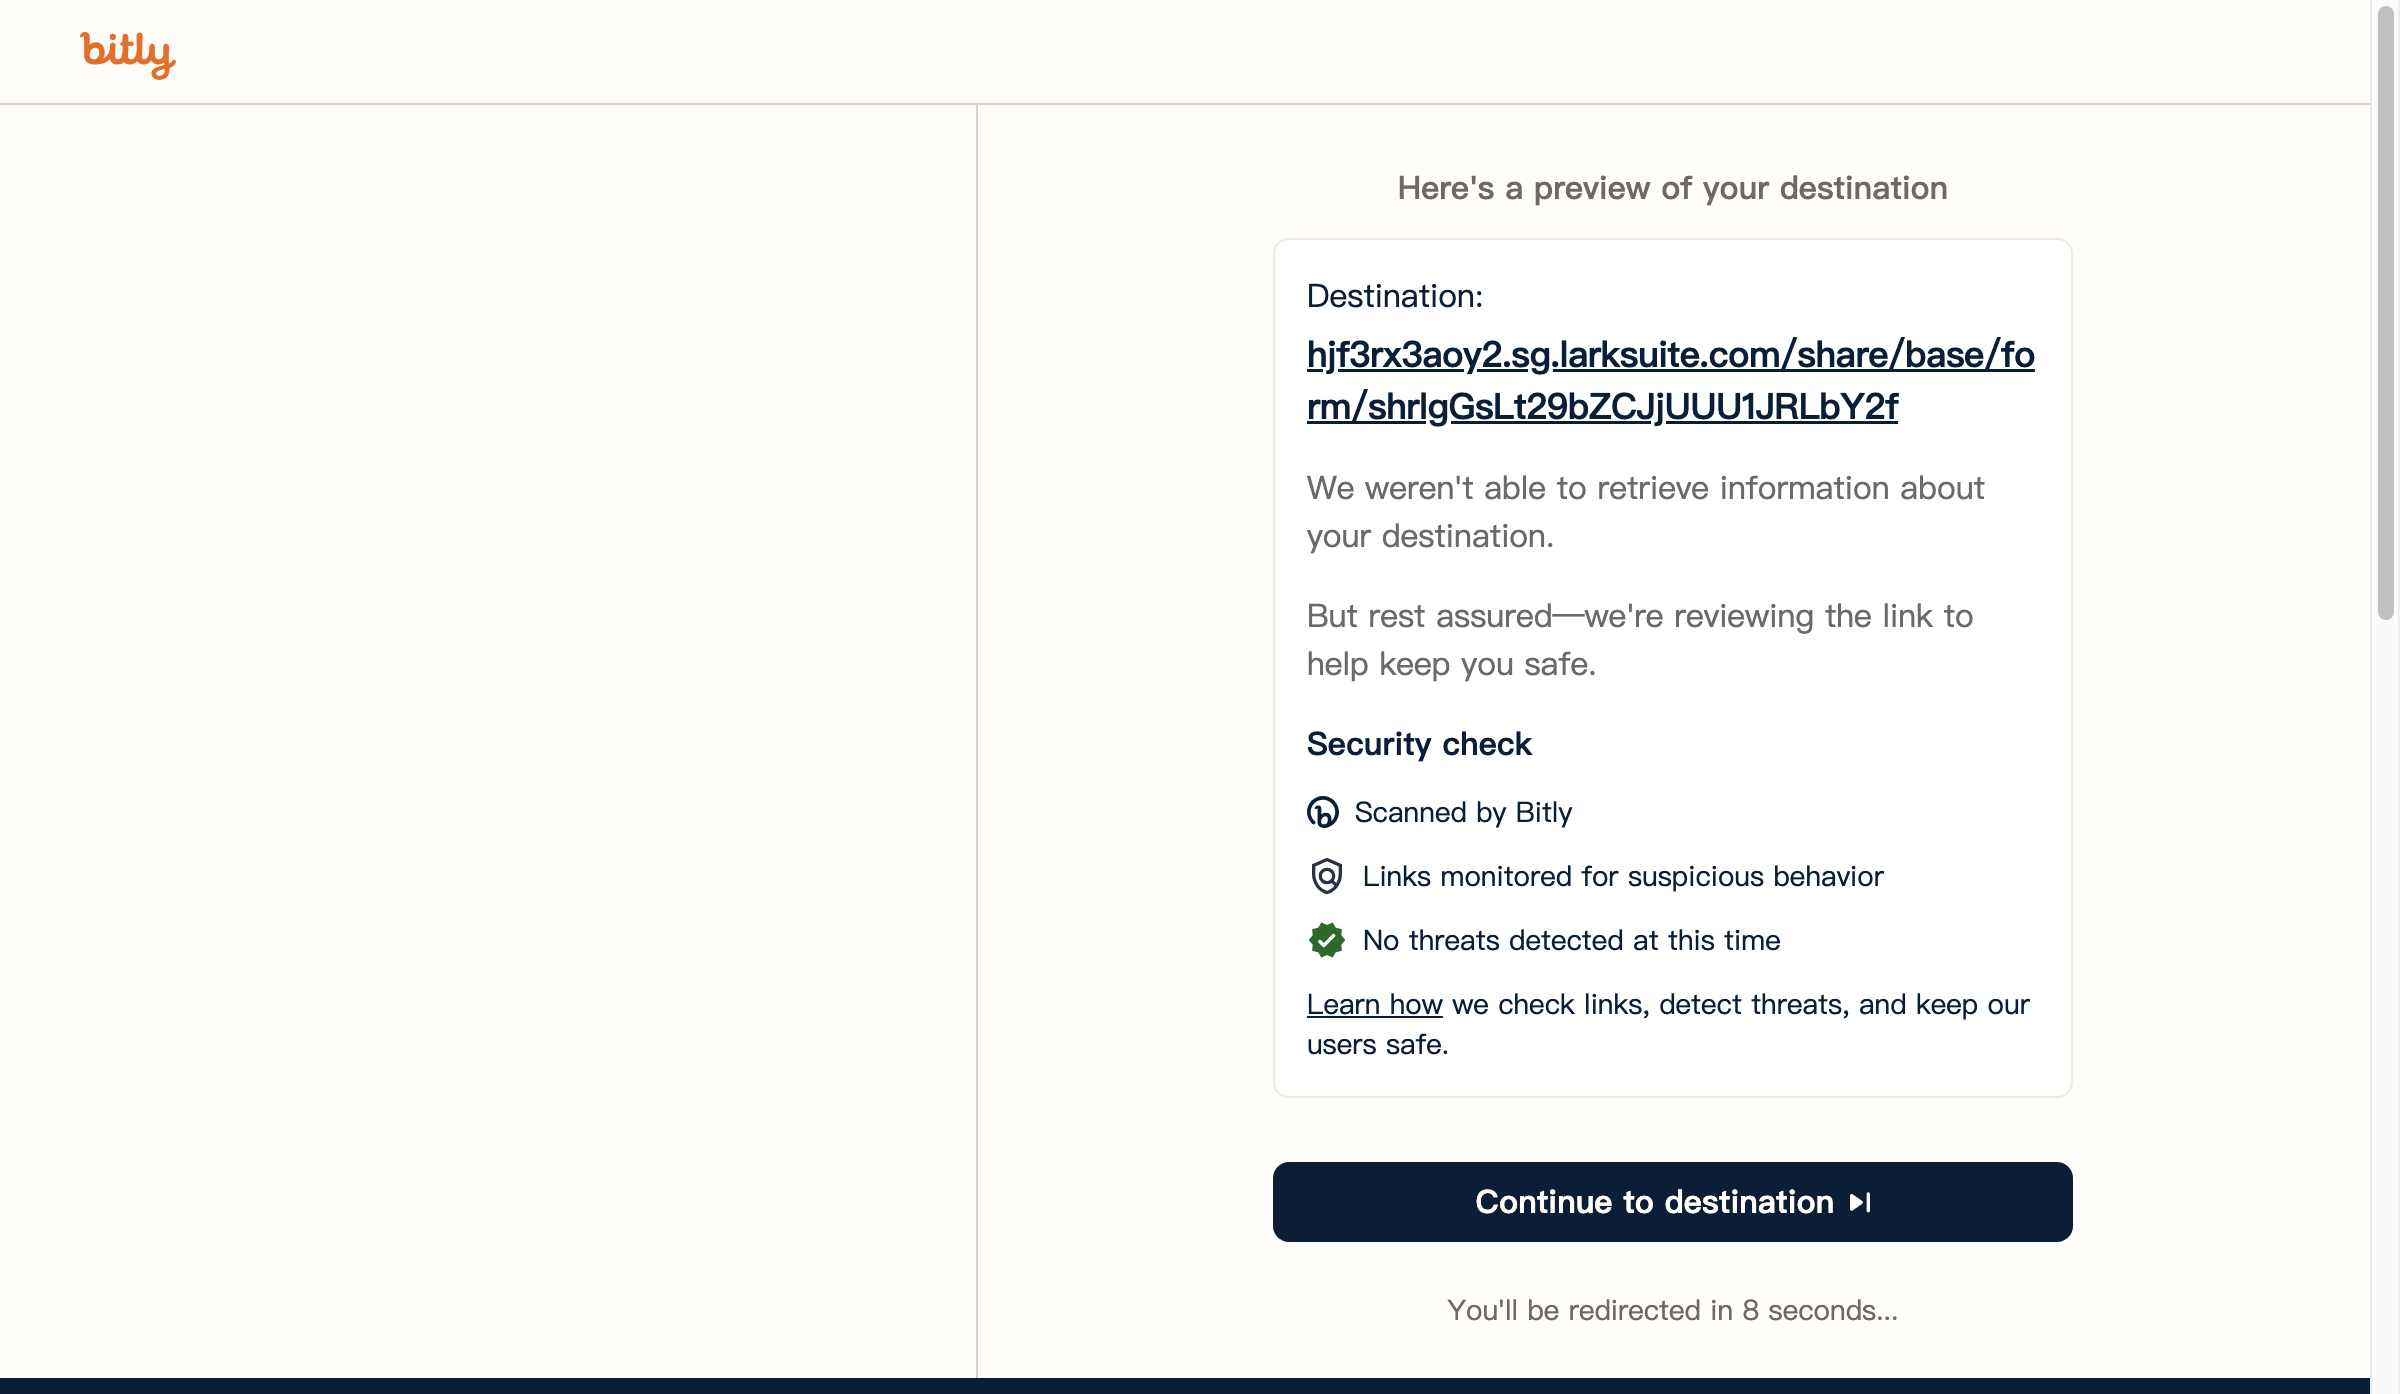 bitly
Here's a preview of your destination
Destination:
hjf3rx3aoy2.sg.larksuite.com/share/base/fo
rm/shrlgGsLt29bZCJjUUU1JRLbY2f
We weren't able to retrieve information about
your destination.
But rest assured—we're reviewing the link to
help keep you safe.
Security check
Scanned by Bitly
Links monitored for suspicious behavior
No threats detected at this time
Learn how we check links, detect threats, and keep our
users safe.
Continue to destination
You'll be redirected in 8 seconds...